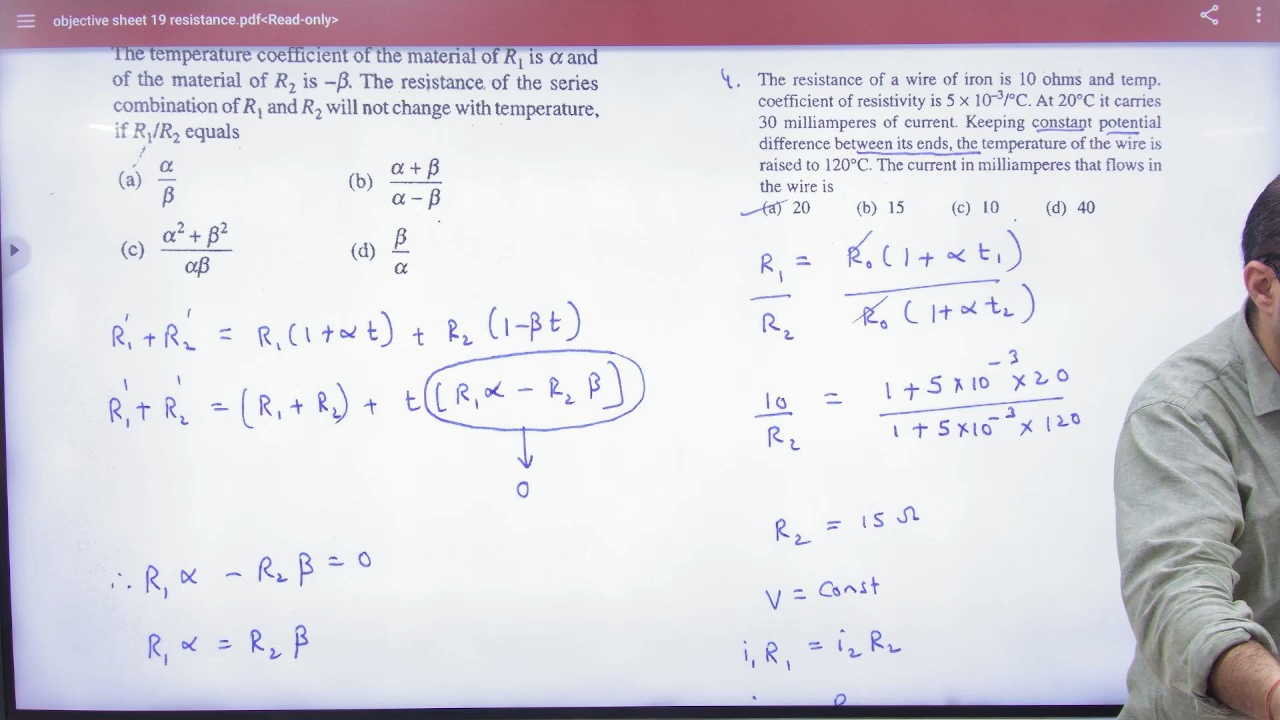 objective sheet 19 resistance.pdf<Read-only>
The temperature coefficient of the material of R₁ is α and
of the material of R₂ is −β. The resistance of the series
combination of R₁ and R₂ will not change with temperature,
if R₁/R₂ equals
(a) α/β (b) (α + β)/(α − β)
(c) (α² + β²)/(αβ) (d) β/α
R₁' + R₂' = R₁(1+αt) + R₂(1−βt)
R₁' + R₂' = (R₁ + R₂) + t[R₁α − R₂β]
0
∴ R₁α − R₂β = 0
R₁α = R₂β
4. The resistance of a wire of iron is 10 ohms and temp.
coefficient of resistivity is 5 × 10⁻³/°C. At 20°C it carries
30 milliamperes of current. Keeping constant potential
difference between its ends, the temperature of the wire is
raised to 120°C. The current in milliamperes that flows in
the wire is
(a) 20 (b) 15 (c) 10 (d) 40
R₁/R₂ = R₀(1+αt₁)/R₀(1+αt₂)
10/R₂ = (1+5×10⁻³×20)/(1+5×10⁻³×120)
R₂ = 15 Ω
V = Const
i₁R₁ = i₂R₂